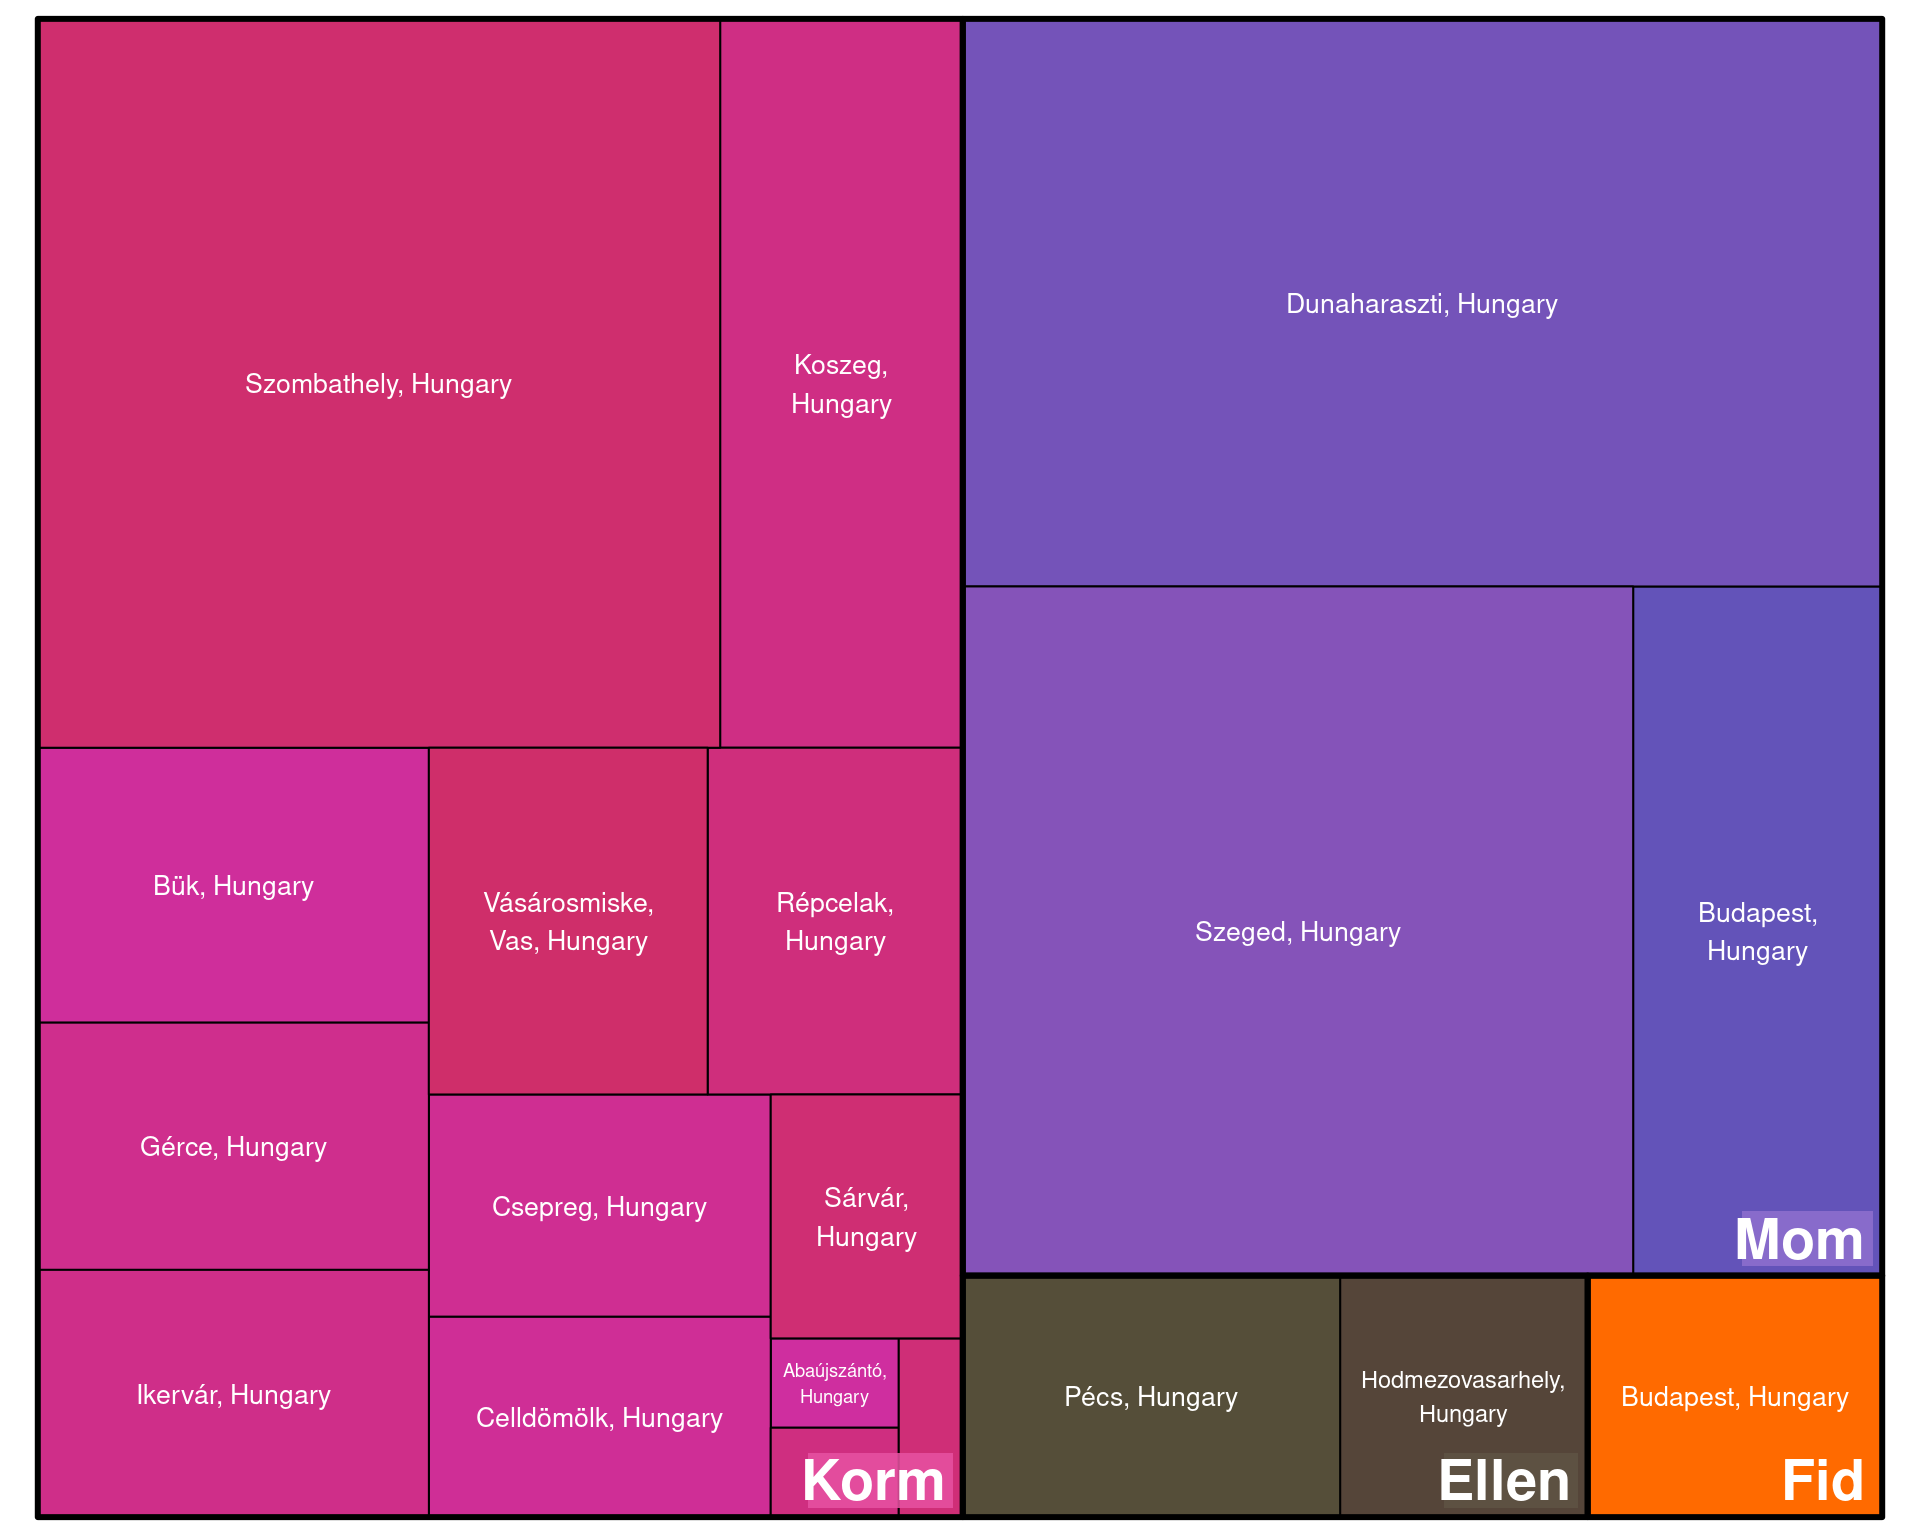 Szombathely, Hungary
Koszeg,
Hungary
Dunaharaszti, Hungary
Bük, Hungary
Vásárosmiske,
Vas, Hungary
Répcelak,
Hungary
Szeged, Hungary
Budapest,
Hungary
Gérce, Hungary
Csepreg, Hungary
Sárvár,
Hungary
Mom
Ikervár, Hungary
Celldömölk, Hungary
Abaújszántó,
Hungary
Korm
Pécs, Hungary
Hodmezovasarhely,
Hungary
Ellen
Budapest, Hungary
Fid